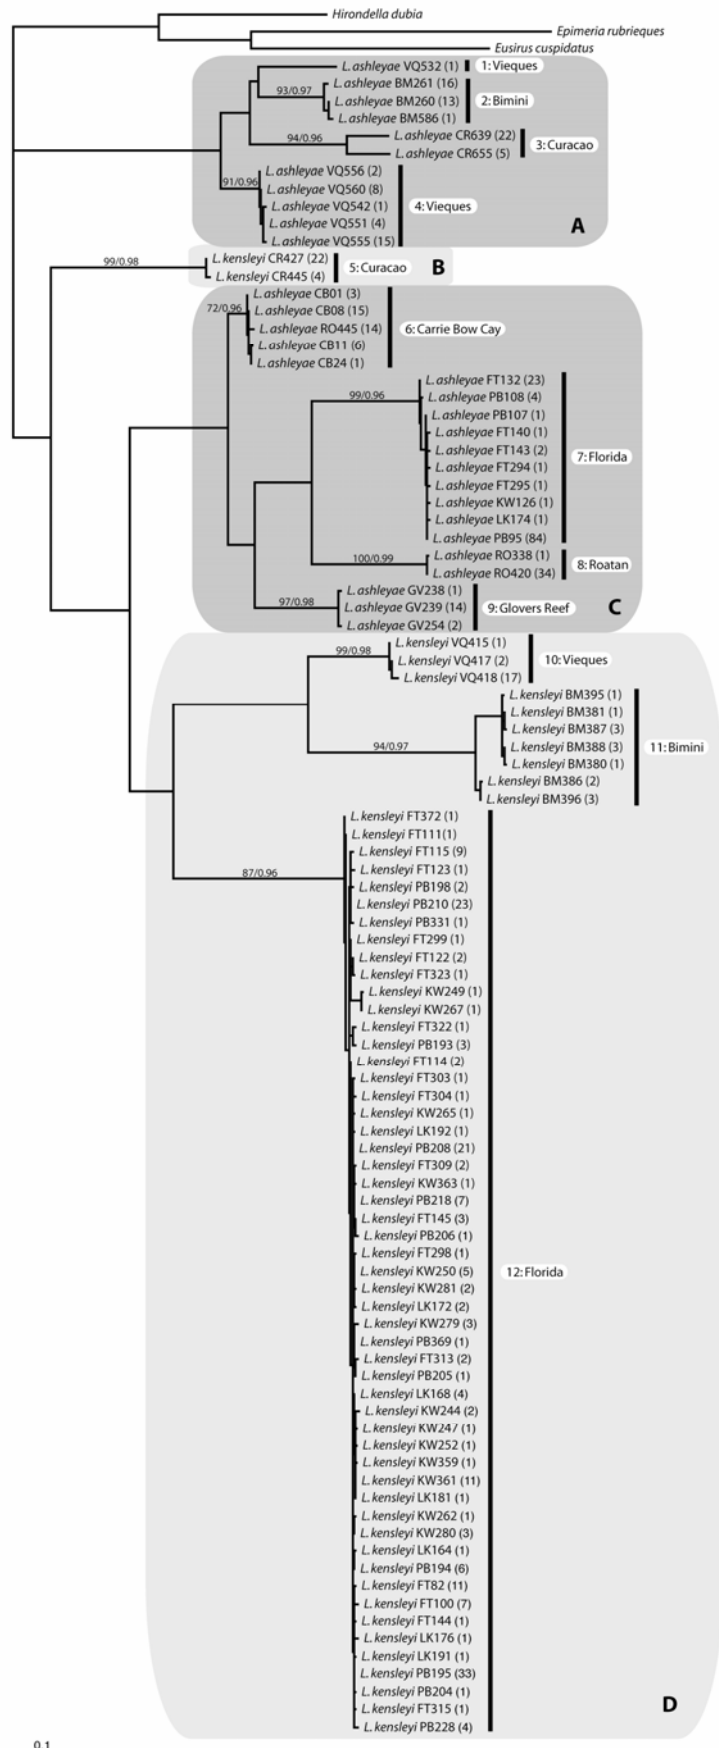 Hirondella dubia
Epimeria rubrieques
Eusirus cuspidatus
L. ashleyae VQ532 (1)
1: Vieques
L. ashleyae BM261 (16)
93/0.97
L. ashleyae BM260 (13)
2: Bimini
L. ashleyae BM586 (1)
94/0.96
L. ashleyae CR639 (22)
3: Curacao
L. ashleyae CR655 (5)
L. ashleyae VQ556 (2)
91/0.96
L. ashleyae VQ560 (8)
L. ashleyae VQ542 (1)
4: Vieques
L. ashleyae VQ551 (4)
A
L. ashleyae VQ555 (15)
99/0.98
L. kensleyi CR427 (22)
5: Curacao
B
L. kensleyi CR445 (4)
L. ashleyae CB01 (3)
72/0.96
L. ashleyae CB08 (15)
L. ashleyae RO445 (14)
6: Carrie Bow Cay
L. ashleyae CB11 (6)
L. ashleyae CB24 (1)
L. ashleyae FT132 (23)
99/0.96
L. ashleyae PB108 (4)
L. ashleyae PB107 (1)
L. ashleyae FT140 (1)
L. ashleyae FT143 (2)
7: Florida
L. ashleyae FT294 (1)
L. ashleyae FT295 (1)
L. ashleyae KW126 (1)
L. ashleyae LK174 (1)
L. ashleyae PB95 (84)
100/0.99
L. ashleyae RO338 (1)
8: Roatan
L. ashleyae RO420 (34)
L. ashleyae GV238 (1)
97/0.98
L. ashleyae GV239 (14)
9: Glovers Reef
C
L. ashleyae GV254 (2)
L. kensleyi VQ415 (1)
99/0.98
L. kensleyi VQ417 (2)
10: Vieques
L. kensleyi VQ418 (17)
L. kensleyi BM395 (1)
L. kensleyi BM381 (1)
L. kensleyi BM387 (3)
94/0.97
L. kensleyi BM388 (3)
11: Bimini
L. kensleyi BM380 (1)
L. kensleyi BM386 (2)
L. kensleyi BM396 (3)
L. kensleyi FT372 (1)
L. kensleyi FT111(1)
L. kensleyi FT115 (9)
87/0.96
L. kensleyi FT123 (1)
L. kensleyi PB198 (2)
L. kensleyi PB210 (23)
L. kensleyi PB331 (1)
L. kensleyi FT299 (1)
L. kensleyi FT122 (2)
L. kensleyi FT323 (1)
L. kensleyi KW249 (1)
L. kensleyi KW267 (1)
L. kensleyi FT322 (1)
L. kensleyi PB193 (3)
L. kensleyi FT114 (2)
L. kensleyi FT303 (1)
L. kensleyi FT304 (1)
L. kensleyi KW265 (1)
L. kensleyi LK192 (1)
L. kensleyi PB208 (21)
L. kensleyi FT309 (2)
L. kensleyi KW363 (1)
L. kensleyi PB218 (7)
L. kensleyi FT145 (3)
L. kensleyi PB206 (1)
L. kensleyi FT298 (1)
L. kensleyi KW250 (5)
12: Florida
L. kensleyi KW281 (2)
L. kensleyi LK172 (2)
L. kensleyi KW279 (3)
L. kensleyi PB369 (1)
L. kensleyi FT313 (2)
L. kensleyi PB205 (1)
L. kensleyi LK168 (4)
L. kensleyi KW244 (2)
L. kensleyi KW247 (1)
L. kensleyi KW252 (1)
L. kensleyi KW359 (1)
L. kensleyi KW361 (11)
L. kensleyi LK181 (1)
L. kensleyi KW262 (1)
L. kensleyi KW280 (3)
L. kensleyi LK164 (1)
L. kensleyi PB194 (6)
L. kensleyi FT82 (11)
L. kensleyi FT100 (7)
L. kensleyi FT144 (1)
L. kensleyi LK176 (1)
L. kensleyi LK191 (1)
L. kensleyi PB195 (33)
L. kensleyi PB204 (1)
D
L. kensleyi FT315 (1)
L. kensleyi PB228 (4)
0.1